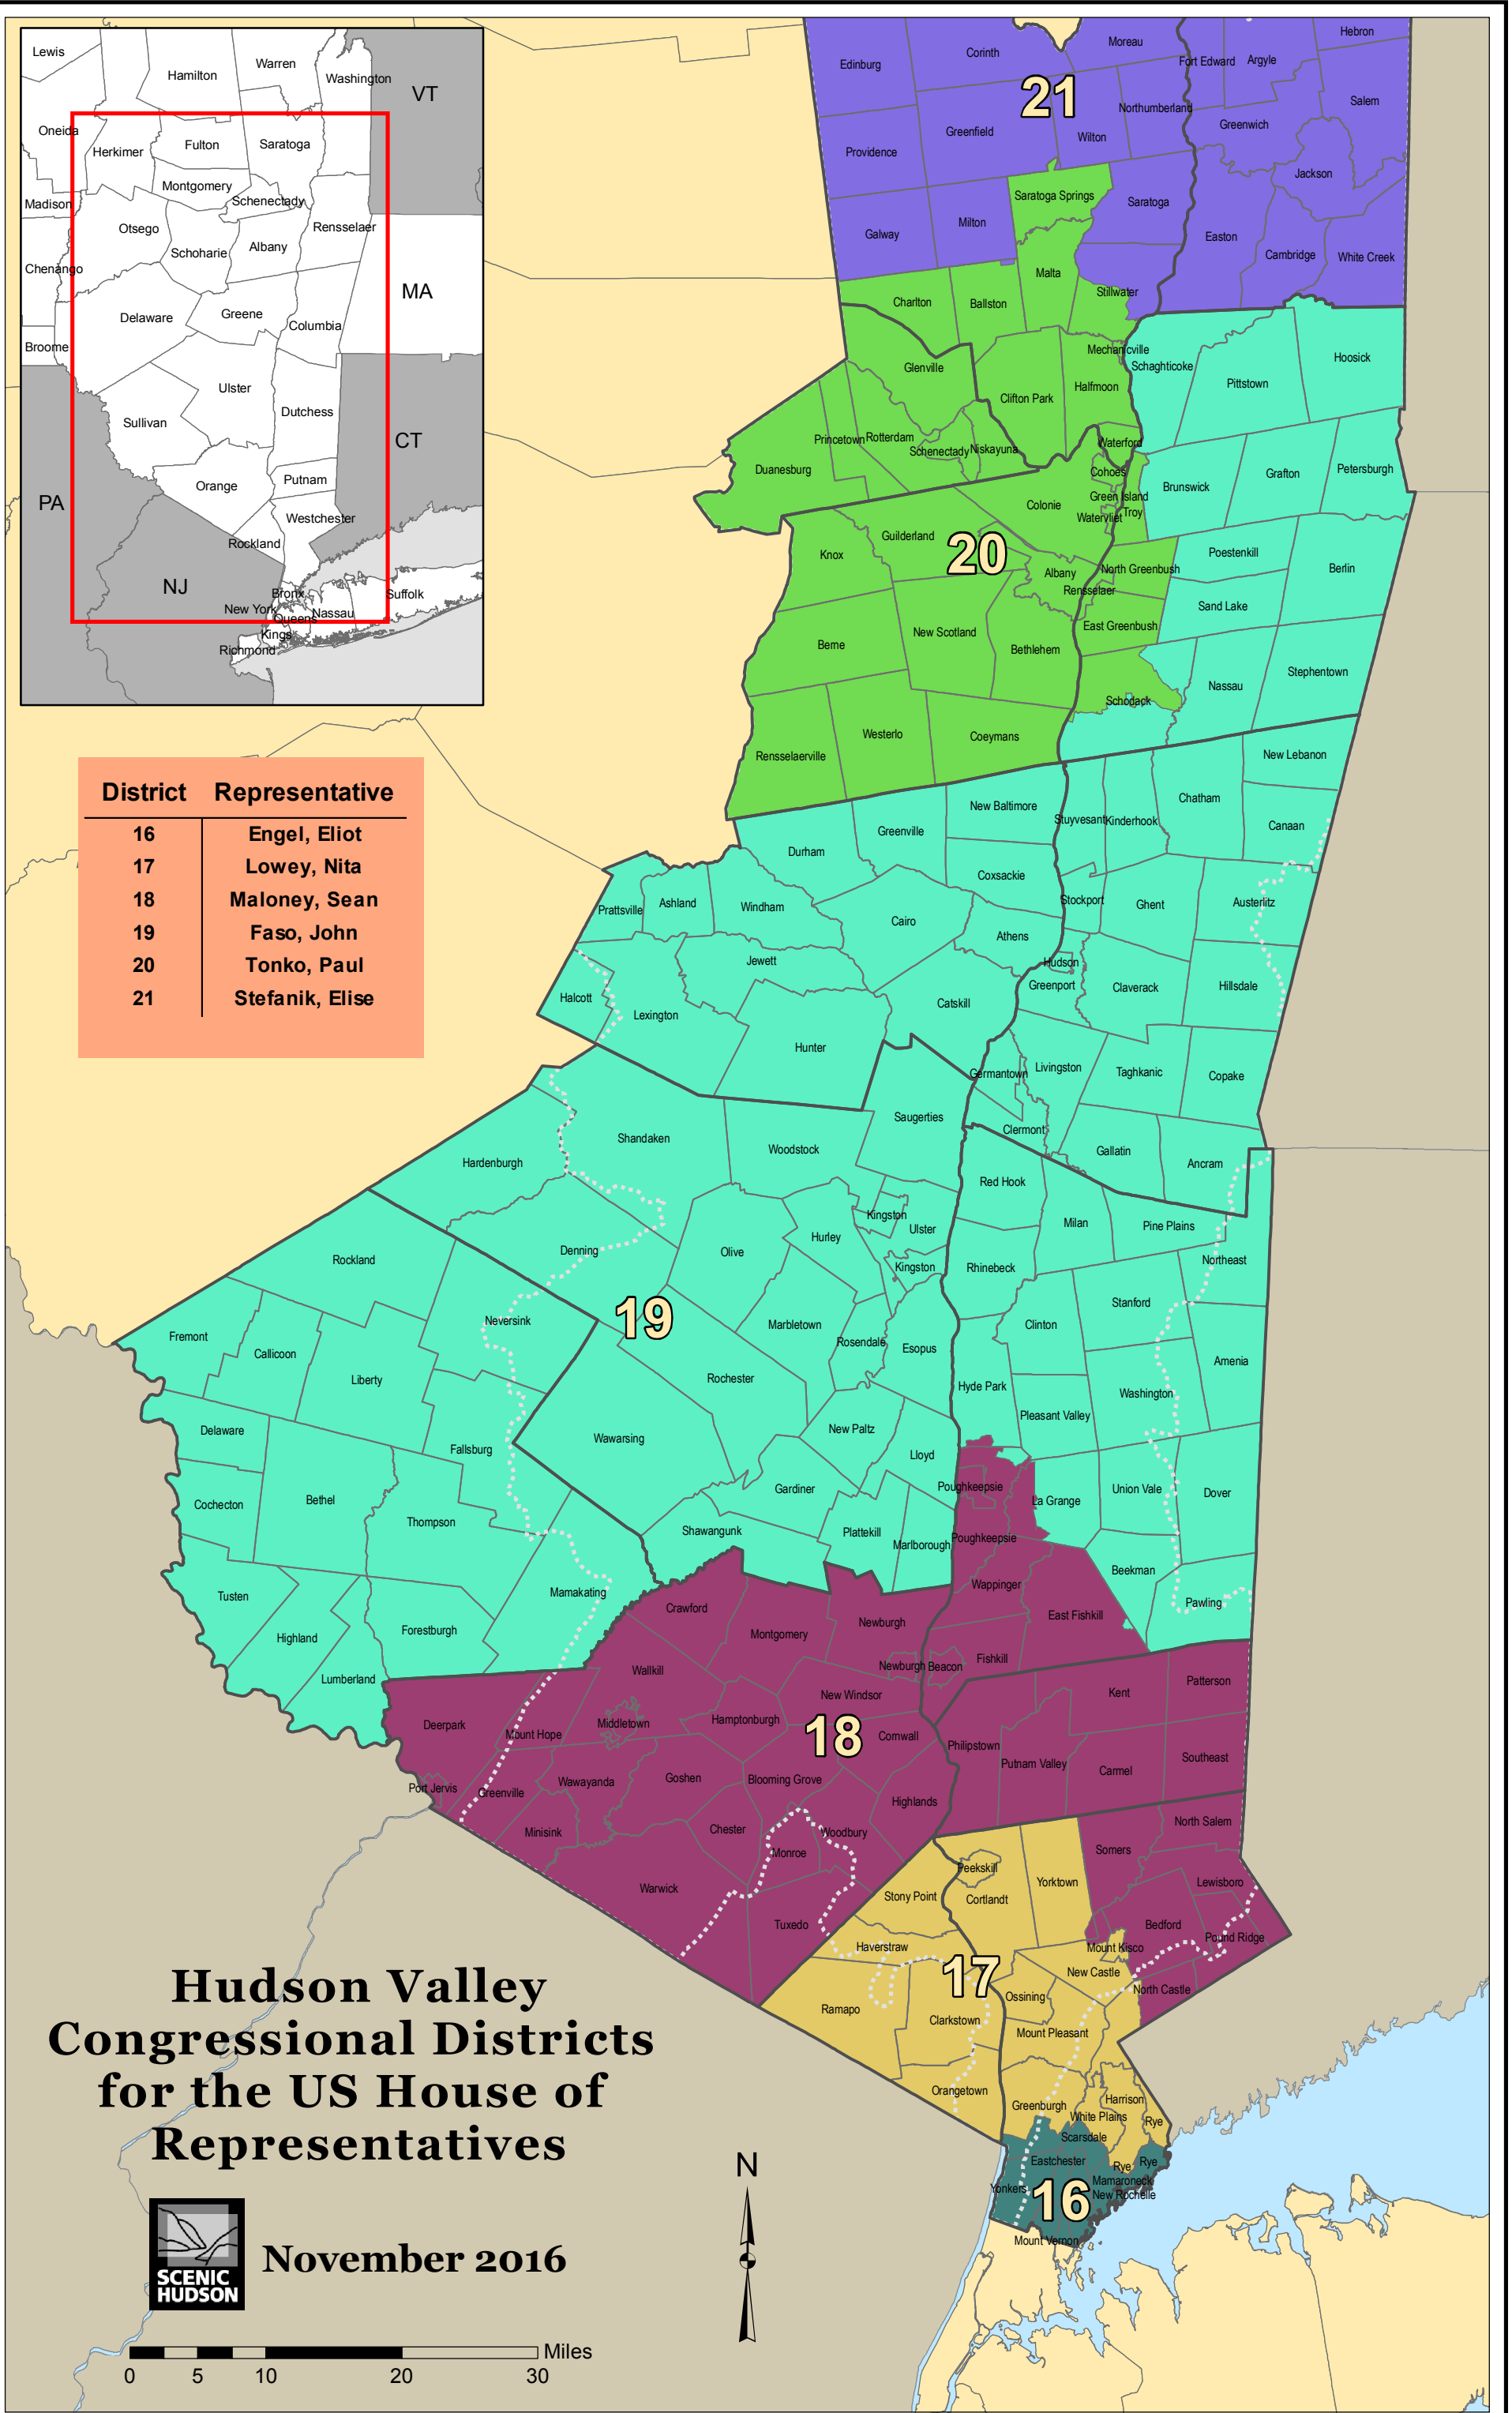 Lewis
Hamilton
Warren
Washington
VT
Oneida
Herkimer
Fulton
Saratoga
Montgomery
Schenectady
Madison
Otsego
Rensselaer
Schoharie
Albany
Chenango
MA
Delaware
Greene
Columbia
Broome
Ulster
Dutchess
Sullivan
CT
Orange
Putnam
PA
Westchester
Rockland
NJ
Bronx
Suffolk
New York
Nassau
Queens
Kings
Richmond
District Representative
16 Engel, Eliot
17 Lowey, Nita
18 Maloney, Sean
19 Faso, John
20 Tonko, Paul
21 Stefanik, Elise
Edinburg
Corinth
Moreau
Fort Edward
Argyle
Hebron
21
Northumberland
Salem
Greenfield
Wilton
Greenwich
Providence
Jackson
Saratoga Springs
Saratoga
Galway
Milton
Easton
Cambridge
White Creek
Malta
Stillwater
Charlton
Ballston
Mechanicville
Schaghticoke
Hoosick
Glenville
Pittstown
Clifton Park
Halfmoon
Princetown
Rotterdam
Schenectady
Niskayuna
Waterford
Duanesburg
Cohoes
Brunswick
Grafton
Petersburgh
Colonie
Green Island
Watervliet
Troy
Guilderland
20
Knox
Albany
North Greenbush
Poestenkill
Berlin
Rensselaer
Sand Lake
Berne
New Scotland
Bethlehem
East Greenbush
Nassau
Stephentown
Schodack
Rensselaerville
Westerlo
Coeymans
New Lebanon
Chatham
New Baltimore
Stuyvesant
Kinderhook
Canaan
Greenville
Durham
Coxsackie
Stockport
Ghent
Austerlitz
Prattsville
Ashland
Windham
Cairo
Athens
Jewett
Hudson
Greenport
Claverack
Hillsdale
Halcott
Lexington
Catskill
Hunter
Germantown
Livingston
Taghkanic
Copake
Saugerties
Clermont
Shandaken
Woodstock
Gallatin
Ancram
Hardenburgh
Red Hook
Kingston
Ulster
Milan
Pine Plains
Hurley
Denning
Olive
Rockland
Kingston
Rhinebeck
Northeast
19
Neversink
Stanford
Fremont
Callicoon
Marbletown
Rosendale
Esopus
Clinton
Amenia
Liberty
Rochester
Hyde Park
Washington
Pleasant Valley
Delaware
Wawarsing
New Paltz
Fallsburg
Lloyd
Cochecton
Bethel
Gardiner
Poughkeepsie
La Grange
Union Vale
Dover
Thompson
Shawangunk
Plattekill
Marlborough
Poughkeepsie
Beekman
Tusten
Mamakating
Wappinger
Pawling
Crawford
East Fishkill
Highland
Forestburgh
Montgomery
Newburgh
Lumberland
Wallkill
Newburgh
Beacon
Fishkill
Kent
Patterson
New Windsor
Deerpark
Mount Hope
Middletown
Hamptonburgh
18
Cornwall
Philipstown
Putnam Valley
Carmel
Southeast
Port Jervis
Greenville
Wawayanda
Goshen
Blooming Grove
Highlands
Minisink
Chester
Woodbury
Monroe
North Salem
Somers
Warwick
Peekskill
Yorktown
Lewisboro
Stony Point
Cortlandt
Tuxedo
Bedford
Pound Ridge
Haverstraw
Mount Kisco
17
New Castle
North Castle
Ramapo
Clarkstown
Ossining
Mount Pleasant
Orangetown
Greenburgh
Harrison
White Plains
Rye
Scarsdale
Eastchester
Rye
Rye
Yonkers
Mamaroneck
16
New Rochelle
Mount Vernon
Hudson Valley
Congressional Districts
for the US House of
Representatives
November 2016
SCENIC
HUDSON
N
Miles
0 5 10 20 30